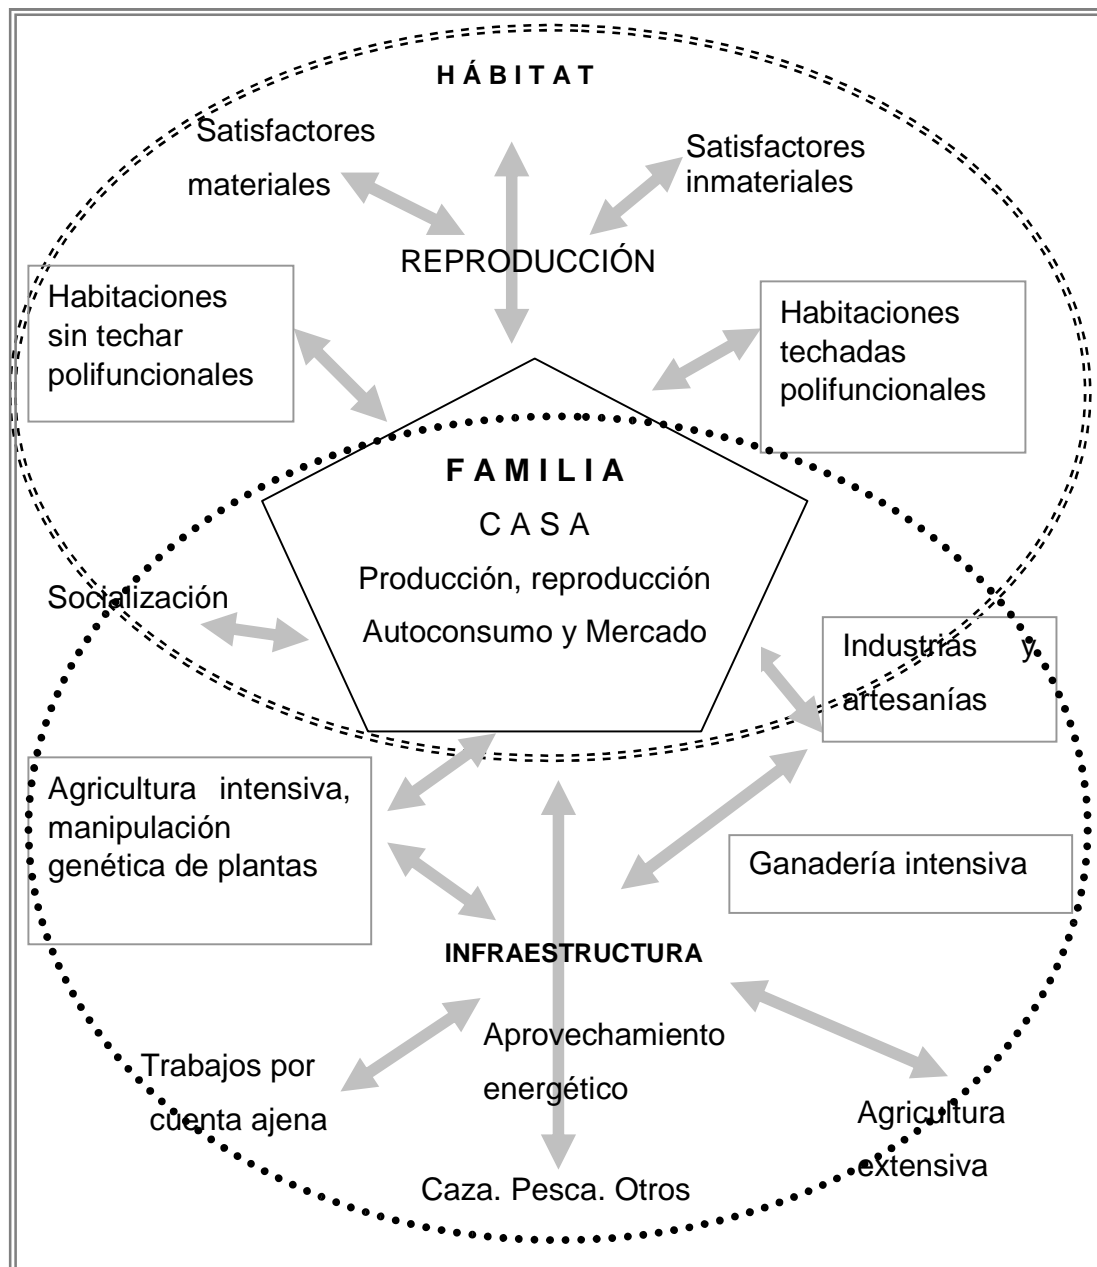 H Á B I T A T
Satisfactores
materiales
Satisfactores
inmateriales
REPRODUCCIÓN
Habitaciones
sin techar
polifuncionales
Habitaciones
techadas
polifuncionales
F A M I L I A
C A S A
Producción, reproducción
Autoconsumo y Mercado
Socialización
Industrias y
artesanías
Agricultura intensiva,
manipulación
genética de plantas
Ganadería intensiva
INFRAESTRUCTURA
Aprovechamiento
energético
Trabajos por
cuenta ajena
Agricultura
extensiva
Caza. Pesca. Otros